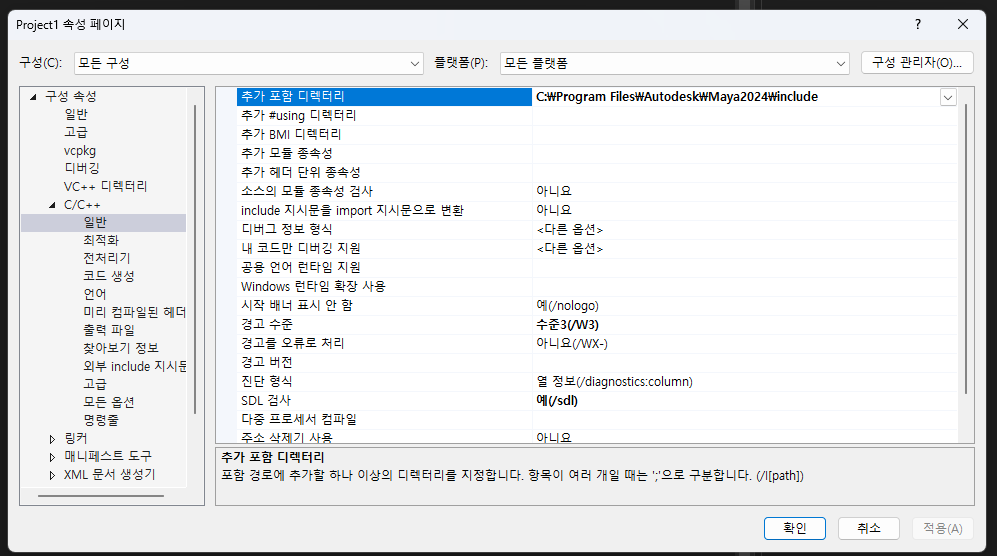 Project1 속성 페이지
?
구성(C):
모든 구성
플랫폼(P):
모든 플랫폼
구성 관리자(O)...
구성 속성
일반
고급
vcpkg
디버깅
VC++ 디렉터리
C/C++
일반
최적화
전처리기
코드 생성
언어
미리 컴파일된 헤더
출력 파일
찾아보기 정보
외부 include 지시문
고급
모든 옵션
명령줄
링커
매니페스트 도구
XML 문서 생성기
추가 포함 디렉터리 C:₩Program Files₩Autodesk₩Maya2024₩include
추가 #using 디렉터리
추가 BMI 디렉터리
추가 모듈 종속성
추가 헤더 단위 종속성
소스의 모듈 종속성 검사 아니요
include 지시문을 import 지시문으로 변환 아니요
디버그 정보 형식 <다른 옵션>
내 코드만 디버깅 지원 <다른 옵션>
공용 언어 런타임 지원
Windows 런타임 확장 사용
시작 배너 표시 안 함 예(/nologo)
경고 수준 수준3(/W3)
경고를 오류로 처리 아니요(/WX-)
경고 버전
진단 형식 열 정보(/diagnostics:column)
SDL 검사 예(/sdl)
다중 프로세서 컴파일
주소 삭제기 사용 아니요
추가 포함 디렉터리
포함 경로에 추가할 하나 이상의 디렉터리를 지정합니다. 항목이 여러 개일 때는 ';'으로 구분합니다. (/I[path])
확인
취소
적용(A)